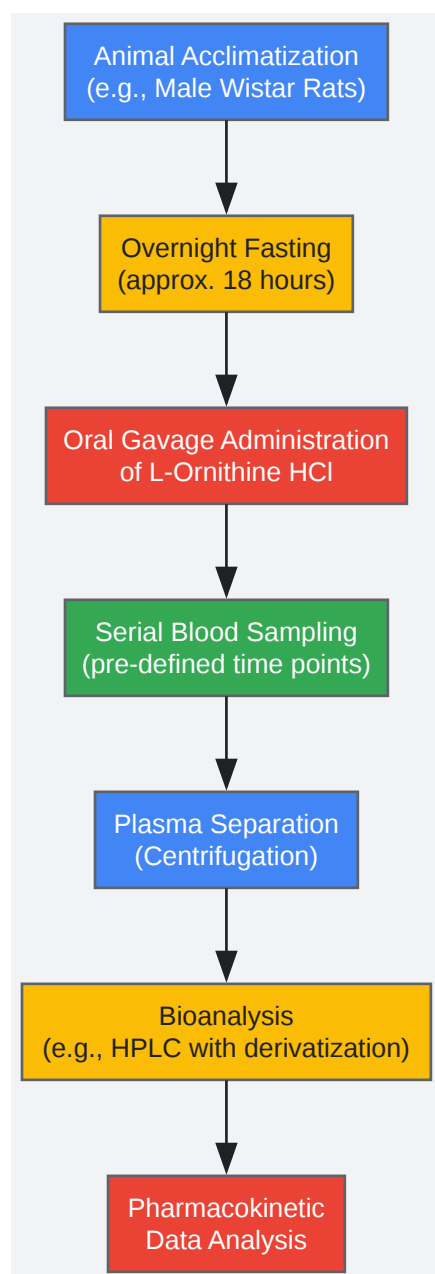 Animal Acclimatization
(e.g., Male Wistar Rats)
Overnight Fasting
(approx. 18 hours)
Oral Gavage Administration
of L-Ornithine HCl
Serial Blood Sampling
(pre-defined time points)
Plasma Separation
(Centrifugation)
Bioanalysis
(e.g., HPLC with derivatization)
Pharmacokinetic
Data Analysis